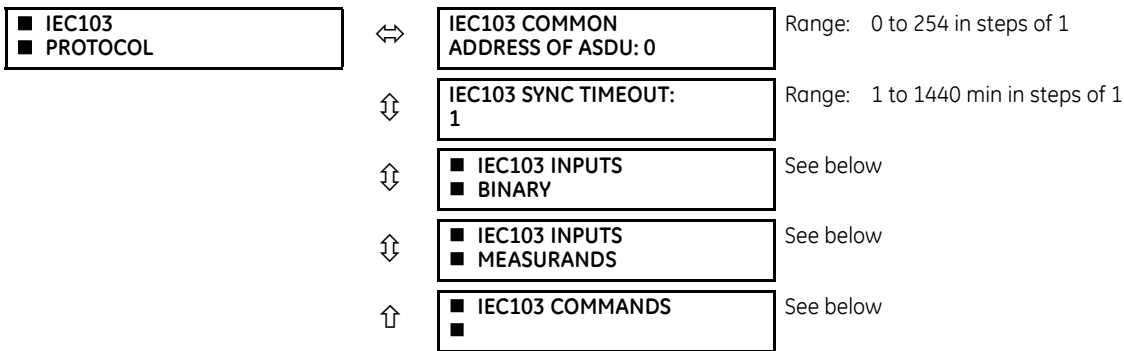 ■ IEC103
■ PROTOCOL
IEC103 COMMON
ADDRESS OF ASDU: 0
Range: 0 to 254 in steps of 1
IEC103 SYNC TIMEOUT:
1
Range: 1 to 1440 min in steps of 1
■ IEC103 INPUTS
■ BINARY
See below
■ IEC103 INPUTS
■ MEASURANDS
See below
■ IEC103 COMMANDS
■
See below